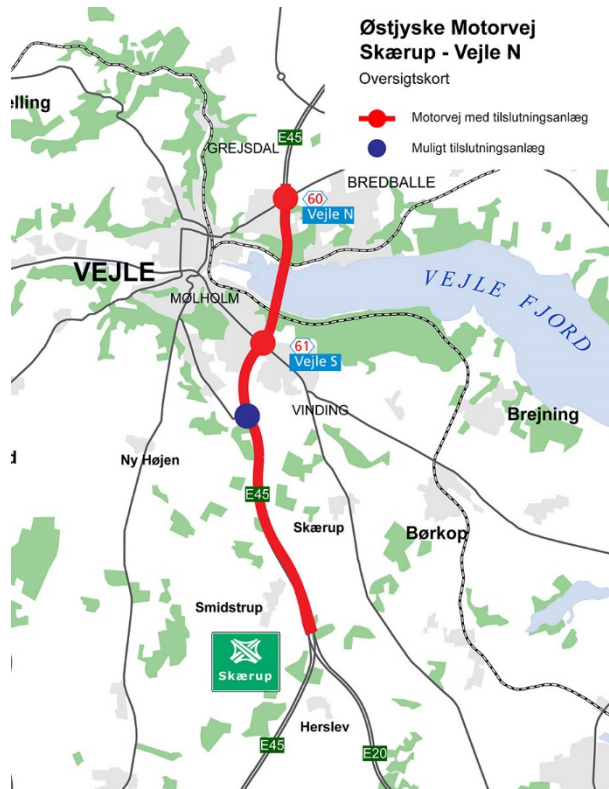 Østjyske Motorvej
Skærup - Vejle N
Oversigtskort
Motorvej med tilslutningsanlæg
Muligt tilslutningsanlæg
elling
E45
GREJSDAL
BREDBALLE
60
Vejle N
VEJLE
MØLHOLM
VEJLE FJORD
61
Vejle S
VINDING
Brejning
d
Ny Højen
E45
Skærup
Børkop
Smidstrup
Skærup
Herslev
E45
E20